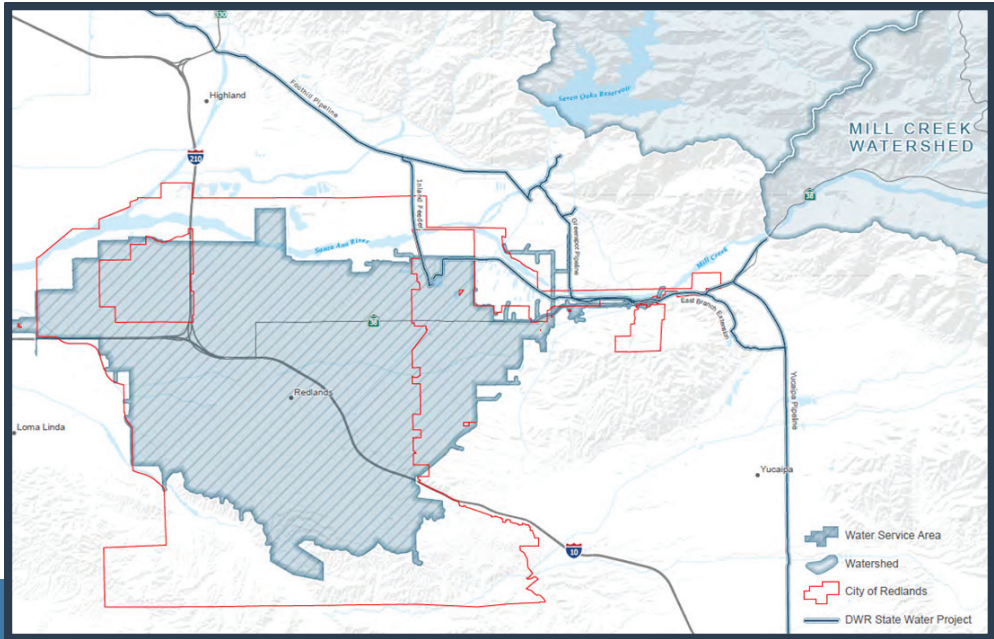 330
Highland
Foothill Pipeline
Seven Oaks Reservoir
MILL CREEK
WATERSHED
210
38
Inland Feeder
Santa Ana River
Greenspot Pipeline
Mill Creek
East Branch Extension
38
Redlands
Yucaipa Pipeline
Loma Linda
Yucaipa
10
Water Service Area
Watershed
City of Redlands
DWR State Water Project